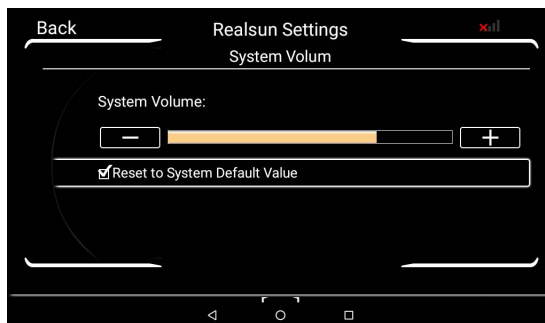 Back
Realsun Settings
System Volum
System Volume:
Reset to System Default Value